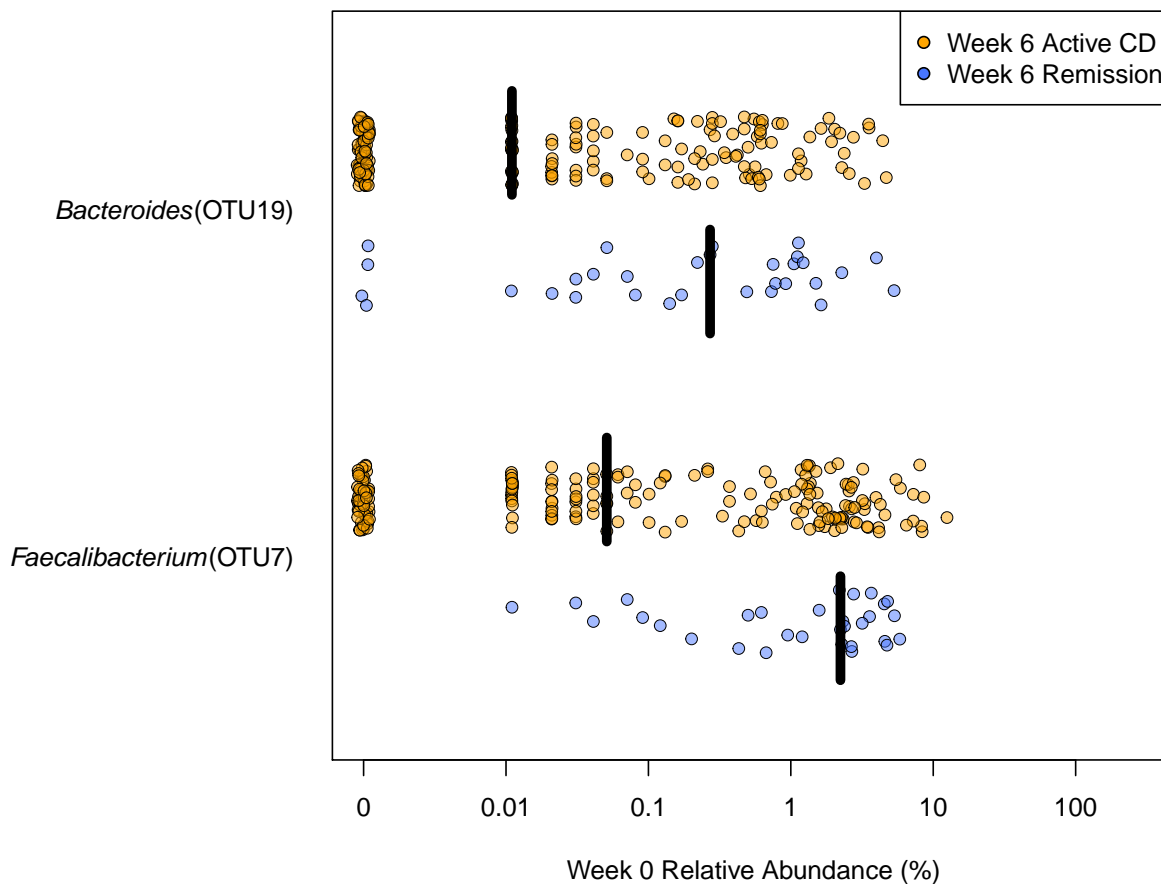 Week 6 Active CD
Week 6 Remission
Bacteroides(OTU19)
Faecalibacterium(OTU7)
0 0.01 0.1 1 10 100
Week 0 Relative Abundance (%)